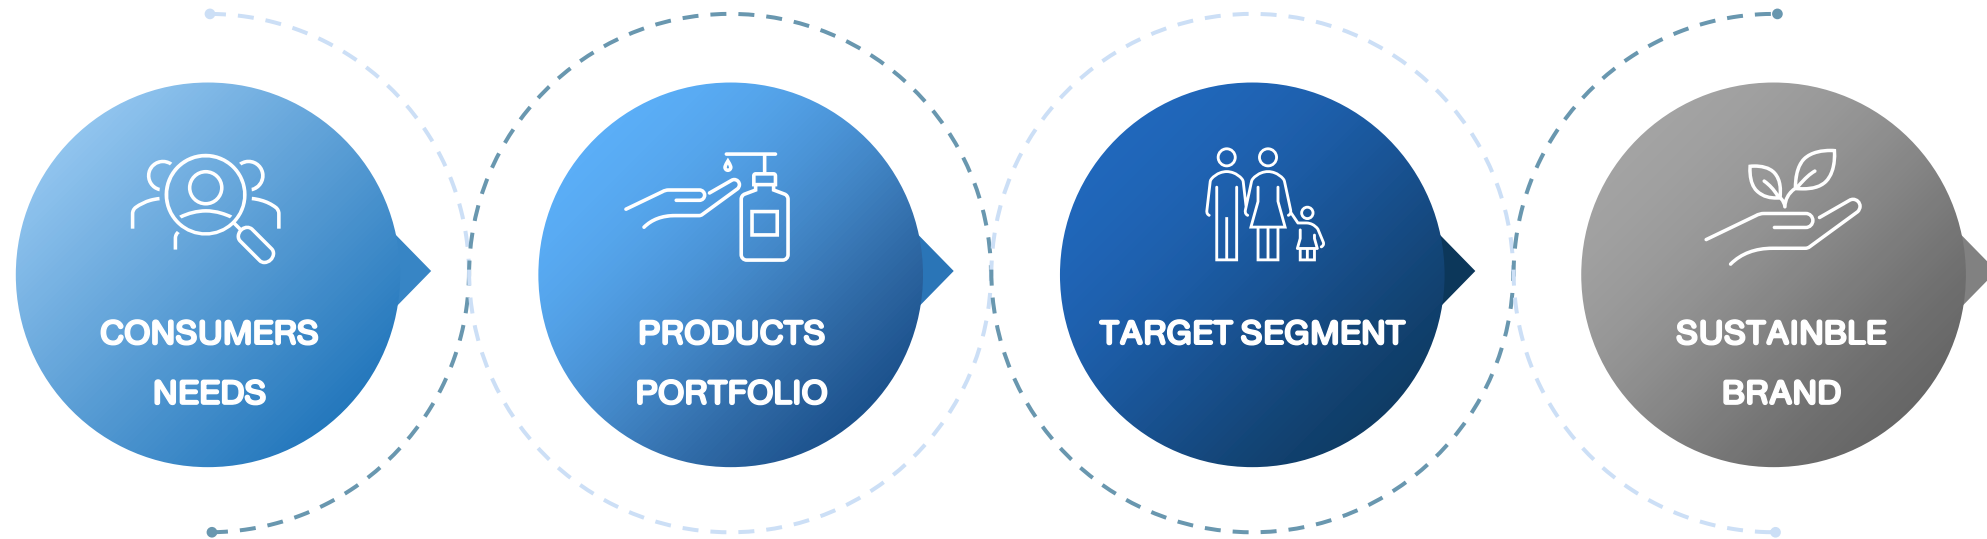 CONSUMERS
NEEDS
PRODUCTS
PORTFOLIO
TARGET SEGMENT
SUSTAINBLE
BRAND